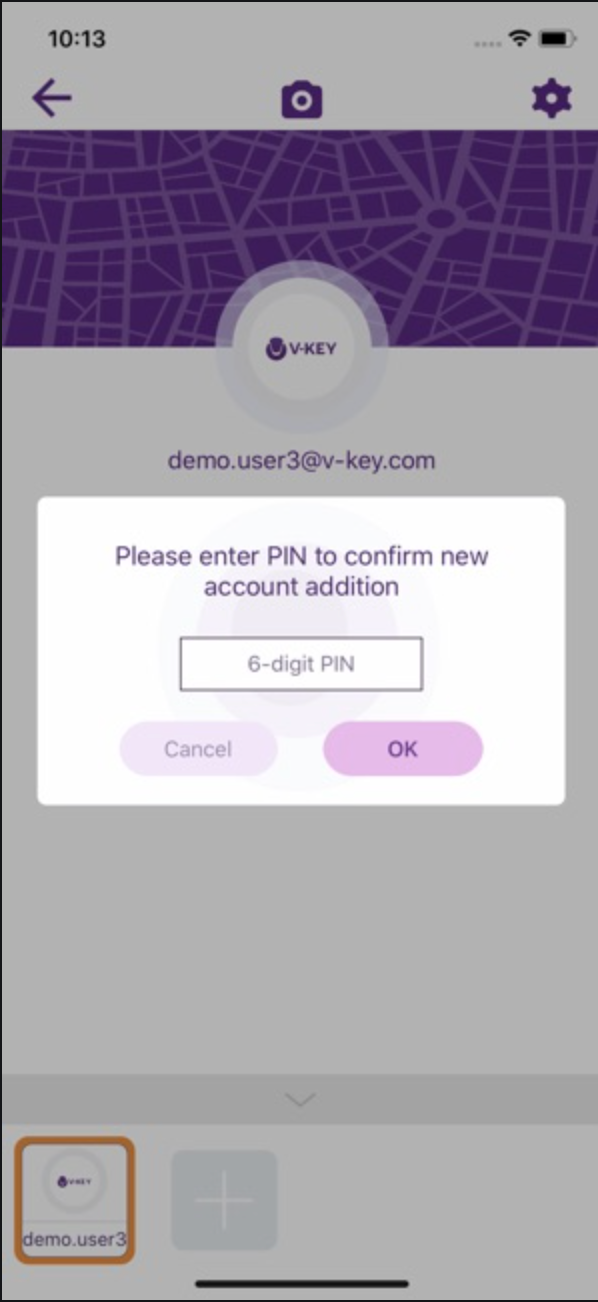 10:13
V-KEY
demo.user3@v-key.com
Please enter PIN to confirm new
account addition
6-digit PIN
Cancel
OK
V-KEY
demo.user3